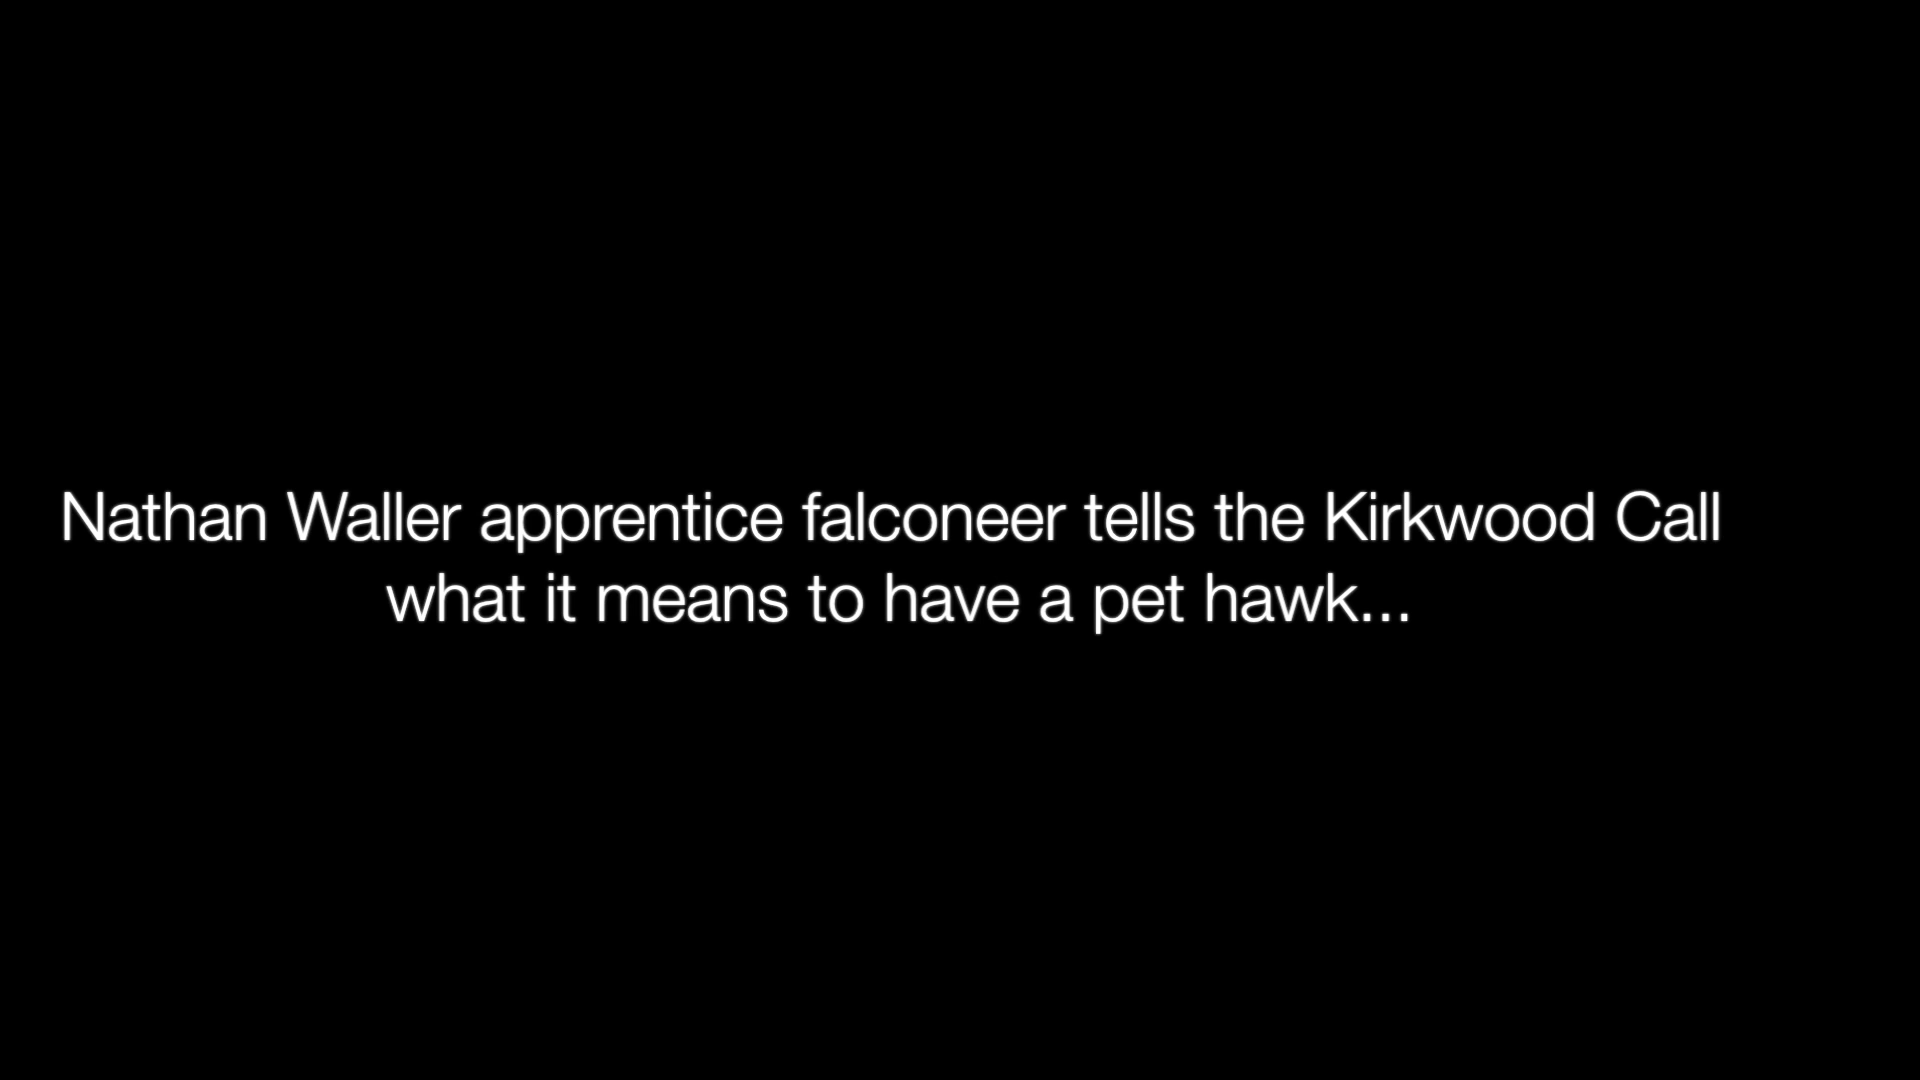 Nathan Waller apprentice falconeer tells the Kirkwood Call
what it means to have a pet hawk...